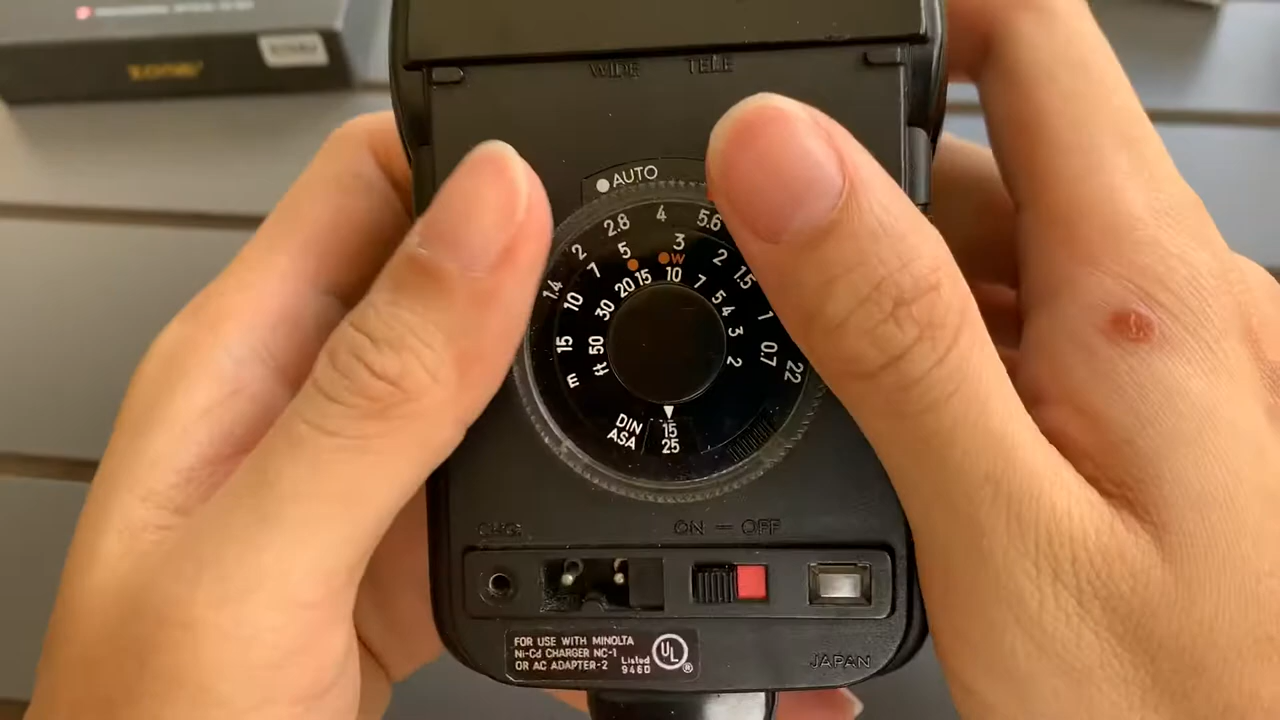 WIDE TELE
AUTO
1.4 2 2.8 4 5.6 22
m 15 10 7 5 3 2 1.5 1 0.7
W
ft 50 30 20 15 10 7 5 4 3 2
DIN 15
ASA 25
CHG.
ON — OFF
FOR USE WITH MINOLTA
Ni-Cd CHARGER NC-1
OR AC ADAPTER-2
Listed
946D
UL
®
JAPAN